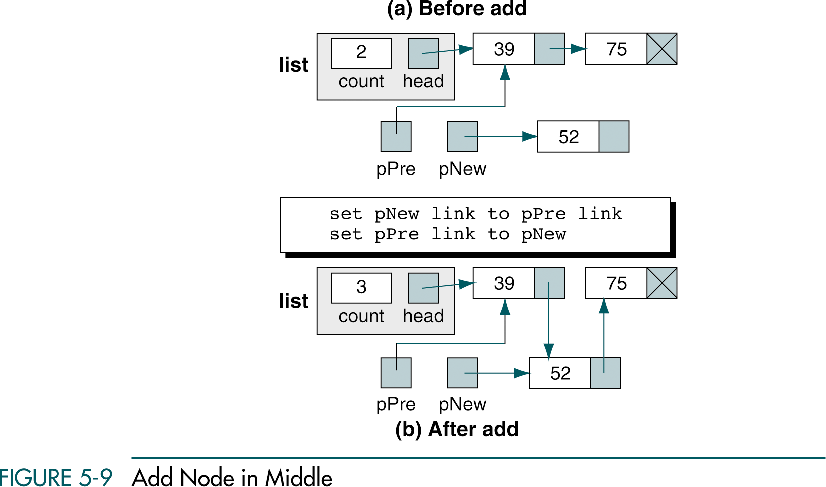 (a) Before add
2 39 75
list
count head
52
pPre pNew
set pNew link to pPre link
set pPre link to pNew
3 39 75
list
count head
52
pPre pNew
(b) After add
FIGURE 5-9 Add Node in Middle